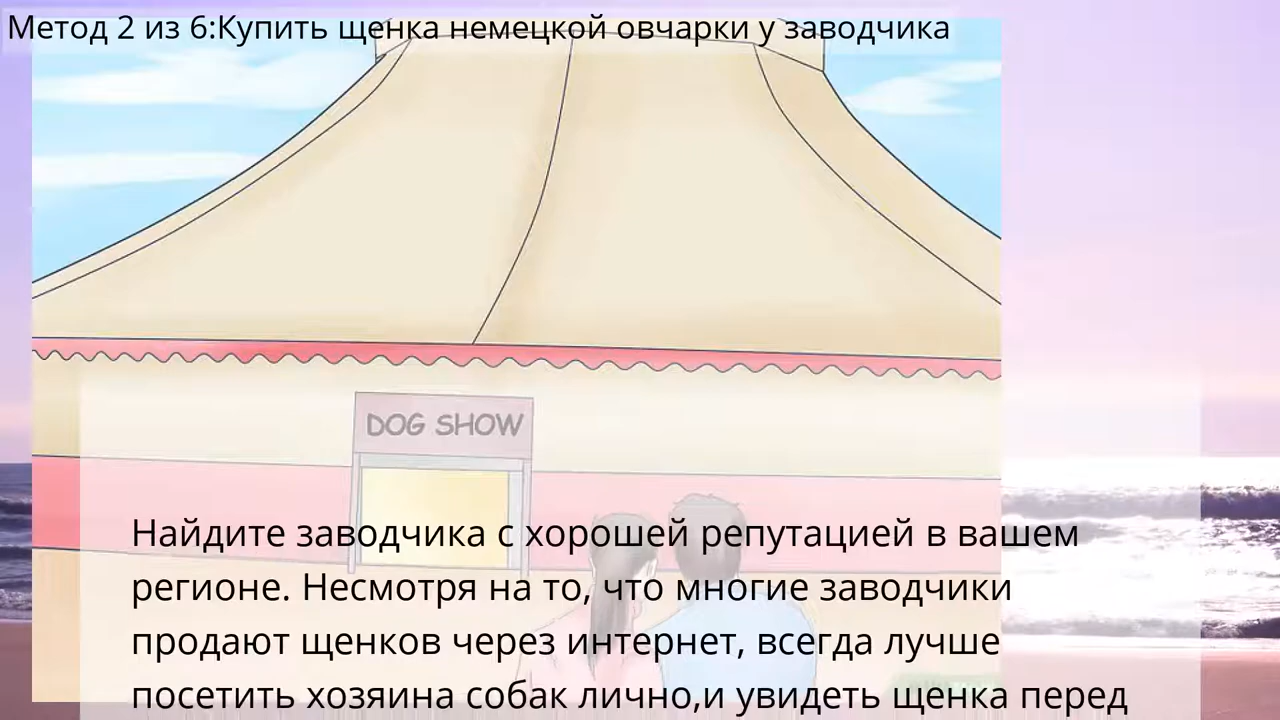 Метод 2 из 6:Купить щенка немецкой овчарки у заводчика
DOG SHOW
Найдите заводчика с хорошей репутацией в вашем
регионе. Несмотря на то, что многие заводчики
продают щенков через интернет, всегда лучше
посетить хозяина собак лично,и увидеть щенка перед